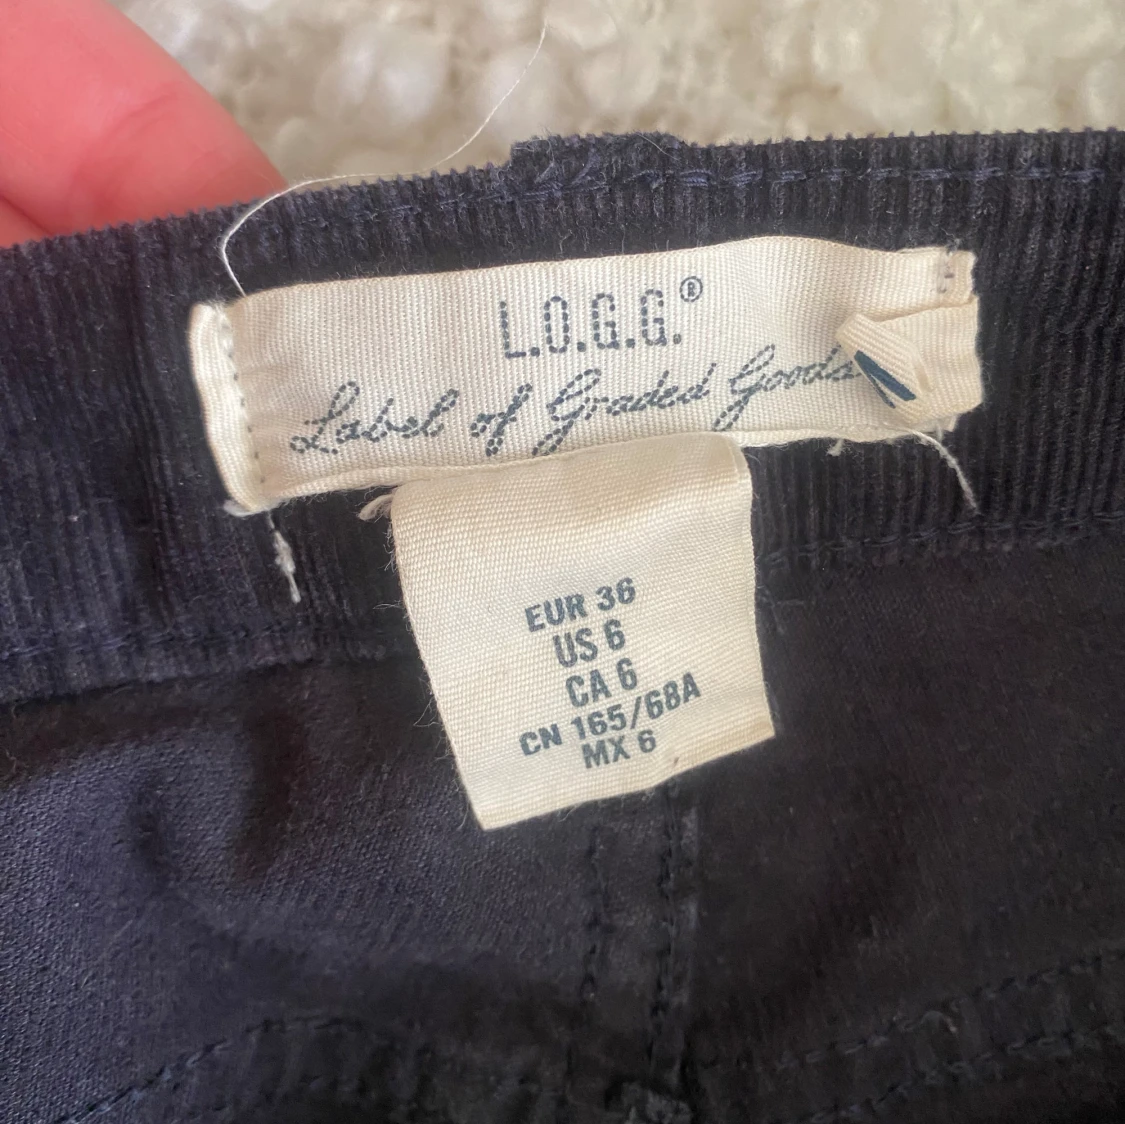 L.O.G.G.®
Label of Graded Goods
EUR 36
US 6
CA 6
CN 165/68A
MX 6